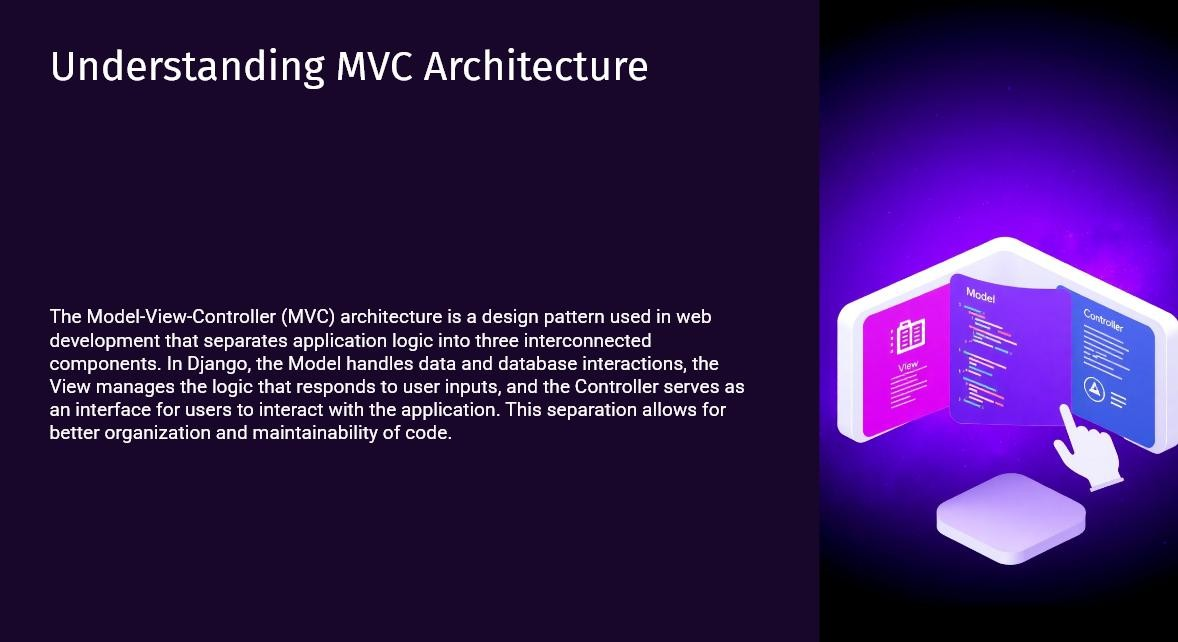 Understanding MVC Architecture
The Model-View-Controller (MVC) architecture is a design pattern used in web
development that separates application logic into three interconnected
components. In Django, the Model handles data and database interactions, the
View manages the logic that responds to user inputs, and the Controller serves as
an interface for users to interact with the application. This separation allows for
better organization and maintainability of code.
View
Model
Controller